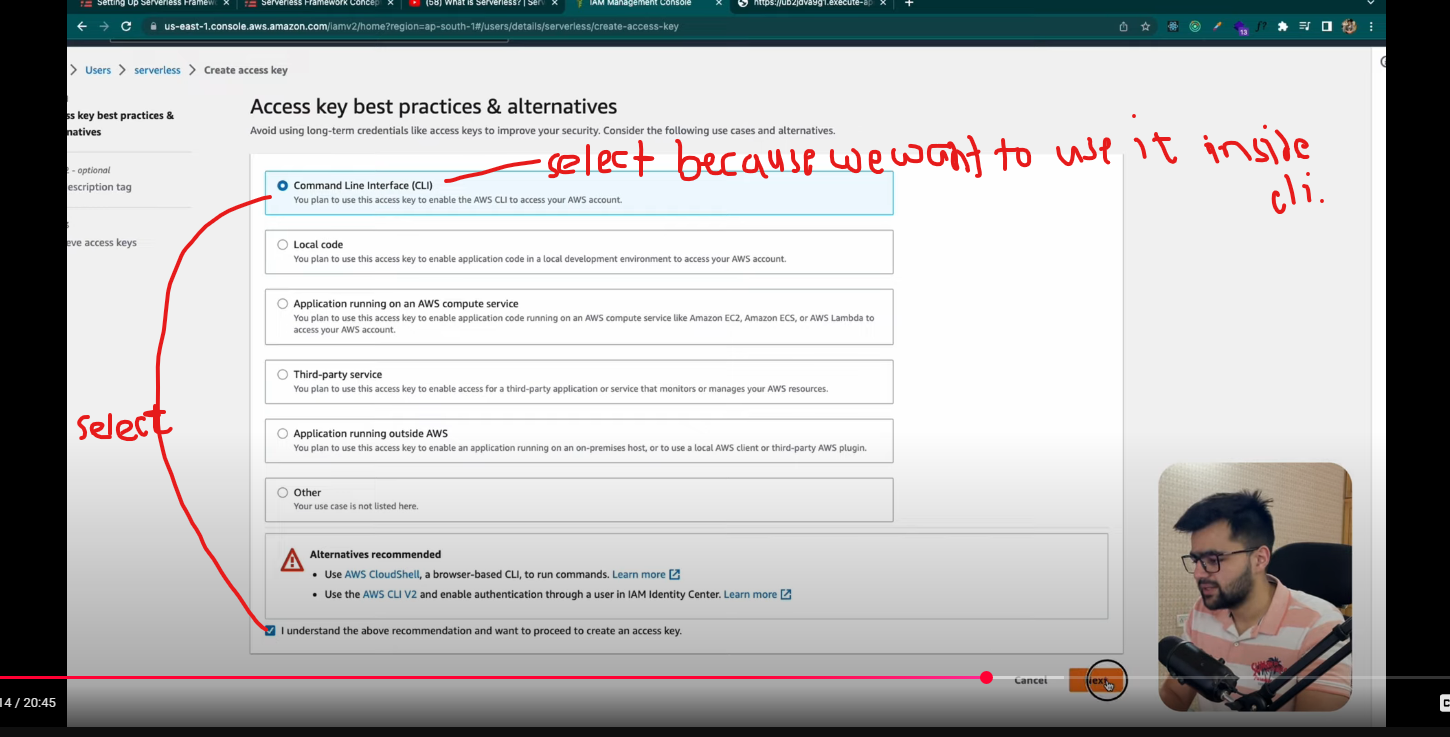 Setting Up Serverless Framew
Serverless Framework Concep
(58) What is Serverless? | Serv
IAM Management Console
us-east-1.console.aws.amazon.com/iamv2/home?region=ap-south-1#/users/details/serverless/create-access-key
13
Users
serverless
Create access key
ss key best practices &
natives
- optional
escription tag
eve access keys
Access key best practices & alternatives
Avoid using long-term credentials like access keys to improve your security. Consider the following use cases and alternatives.
select because we want to use it inside
cli.
Command Line Interface (CLI)
You plan to use this access key to enable the AWS CLI to access your AWS account.
Local code
You plan to use this access key to enable application code in a local development environment to access your AWS account.
Application running on an AWS compute service
You plan to use this access key to enable application code running on an AWS compute service like Amazon EC2, Amazon ECS, or AWS Lambda to
access your AWS account.
Third-party service
You plan to use this access key to enable access for a third-party application or service that monitors or manages your AWS resources.
select
Application running outside AWS
You plan to use this access key to enable an application running on an on-premises host, or to use a local AWS client or third-party AWS plugin.
Other
Your use case is not listed here.
Alternatives recommended
• Use AWS CloudShell, a browser-based CLI, to run commands. Learn more
• Use the AWS CLI V2 and enable authentication through a user in IAM Identity Center. Learn more
I understand the above recommendation and want to proceed to create an access key.
Cancel
Next
14 / 20:45